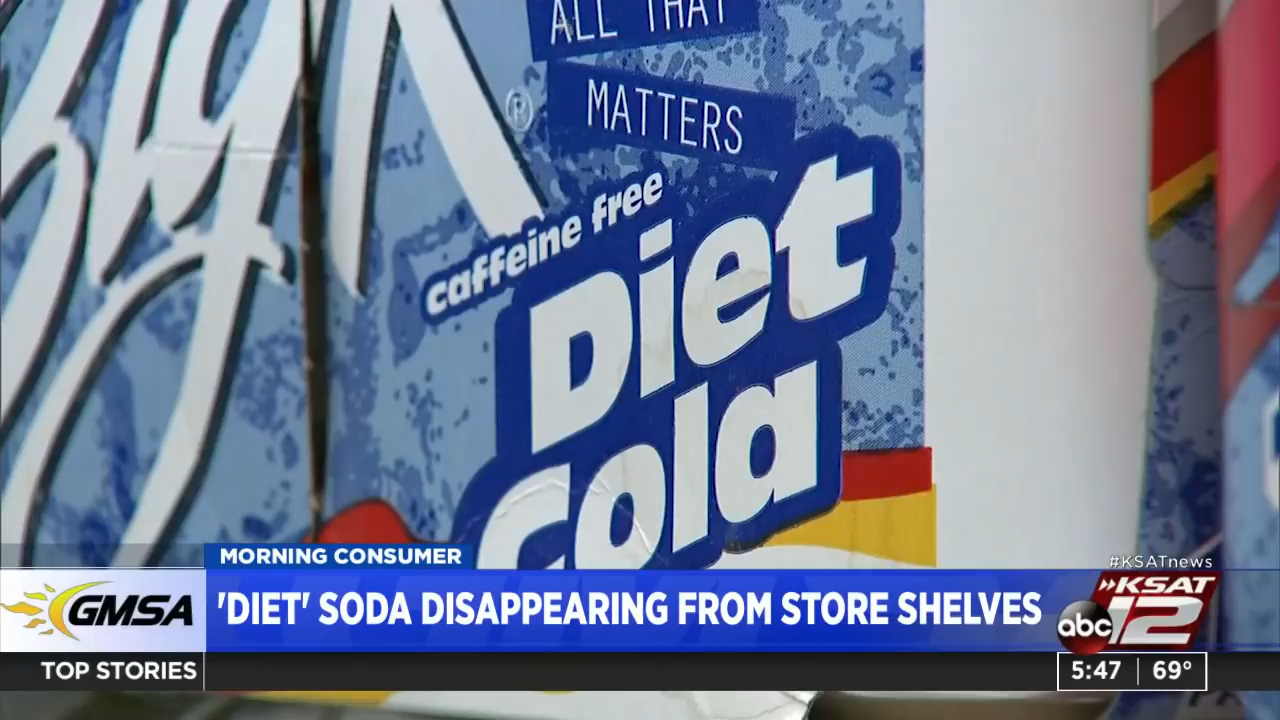 ALL THAT
MATTERS
®
caffeine free
Diet
Cola
MORNING CONSUMER
#KSATnews
GMSA
'DIET' SODA DISAPPEARING FROM STORE SHELVES
KSAT
abc 12
TOP STORIES
5:47 69°